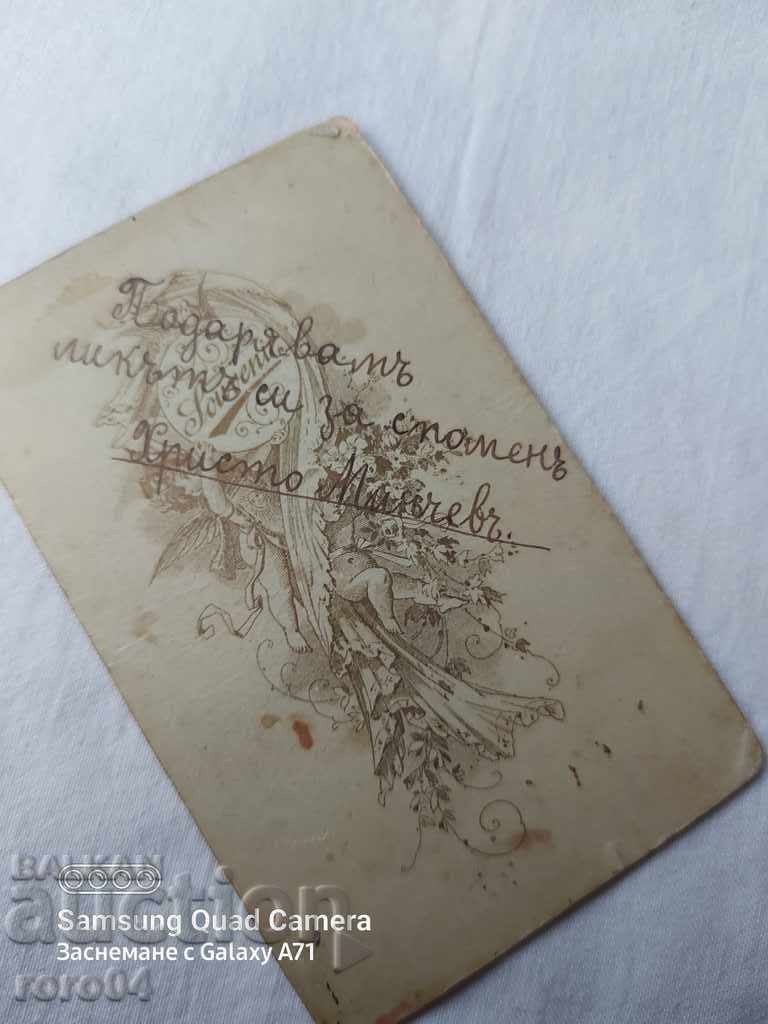 Подарявамъ
ликътъ си за споменъ
Христо Минчевъ.
Souvenir
BALKAN
auction
roro04
Samsung Quad Camera
Заснемане с Galaxy A71